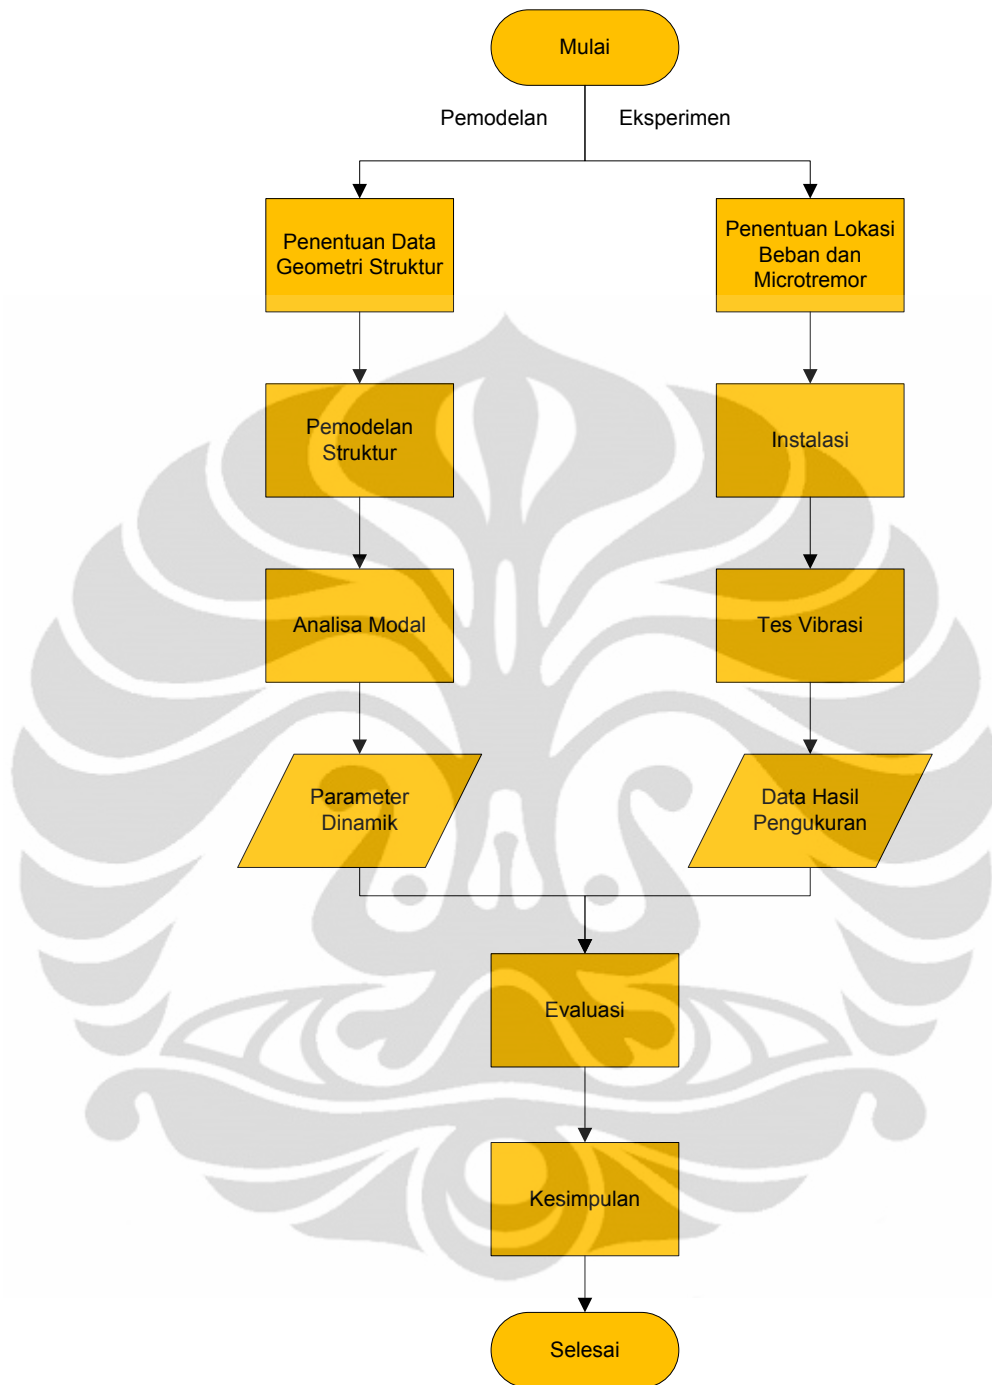 Mulai
Pemodelan
Eksperimen
Penentuan Data
Geometri Struktur
Penentuan Lokasi
Beban dan
Microtremor
Pemodelan
Struktur
Instalasi
Analisa Modal
Tes Vibrasi
Parameter
Dinamik
Data Hasil
Pengukuran
Evaluasi
Kesimpulan
Selesai